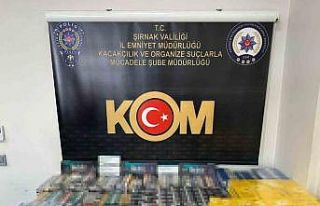 T.C.
ŞIRNAK VALİLİĞİ
İL EMNİYET MÜDÜRLÜĞÜ
KAÇAKÇILIK VE ORGANİZE SUÇLARLA
MÜCADELE ŞUBE MÜDÜRLÜĞÜ
KOM